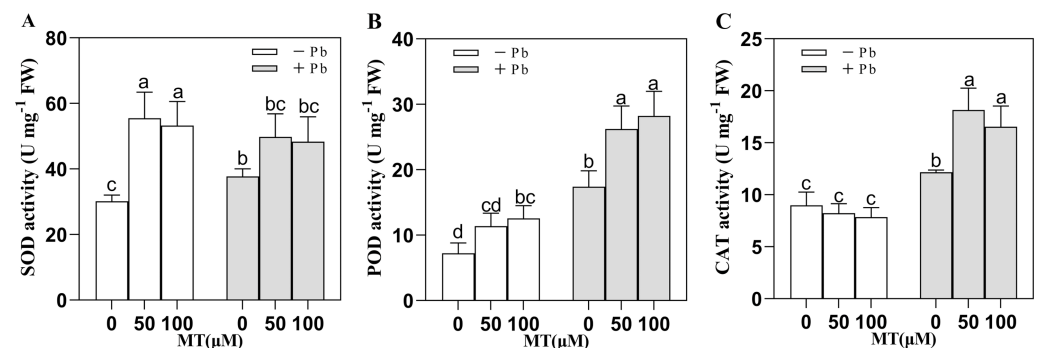 A
SOD activity (U mg-1 FW)
80
60
40
20
0
− Pb
+ Pb
c
a
a
b
bc
bc
0 50 100 0 50 100
MT(μM)
B
POD activity (U mg-1 FW)
40
30
20
10
0
− Pb
+ Pb
d
cd
bc
b
a
a
0 50 100 0 50 100
MT(μM)
C
CAT activity (U mg-1 FW)
25
20
15
10
5
0
− Pb
+ Pb
c
c
c
b
a
a
0 50 100 0 50 100
MT(μM)